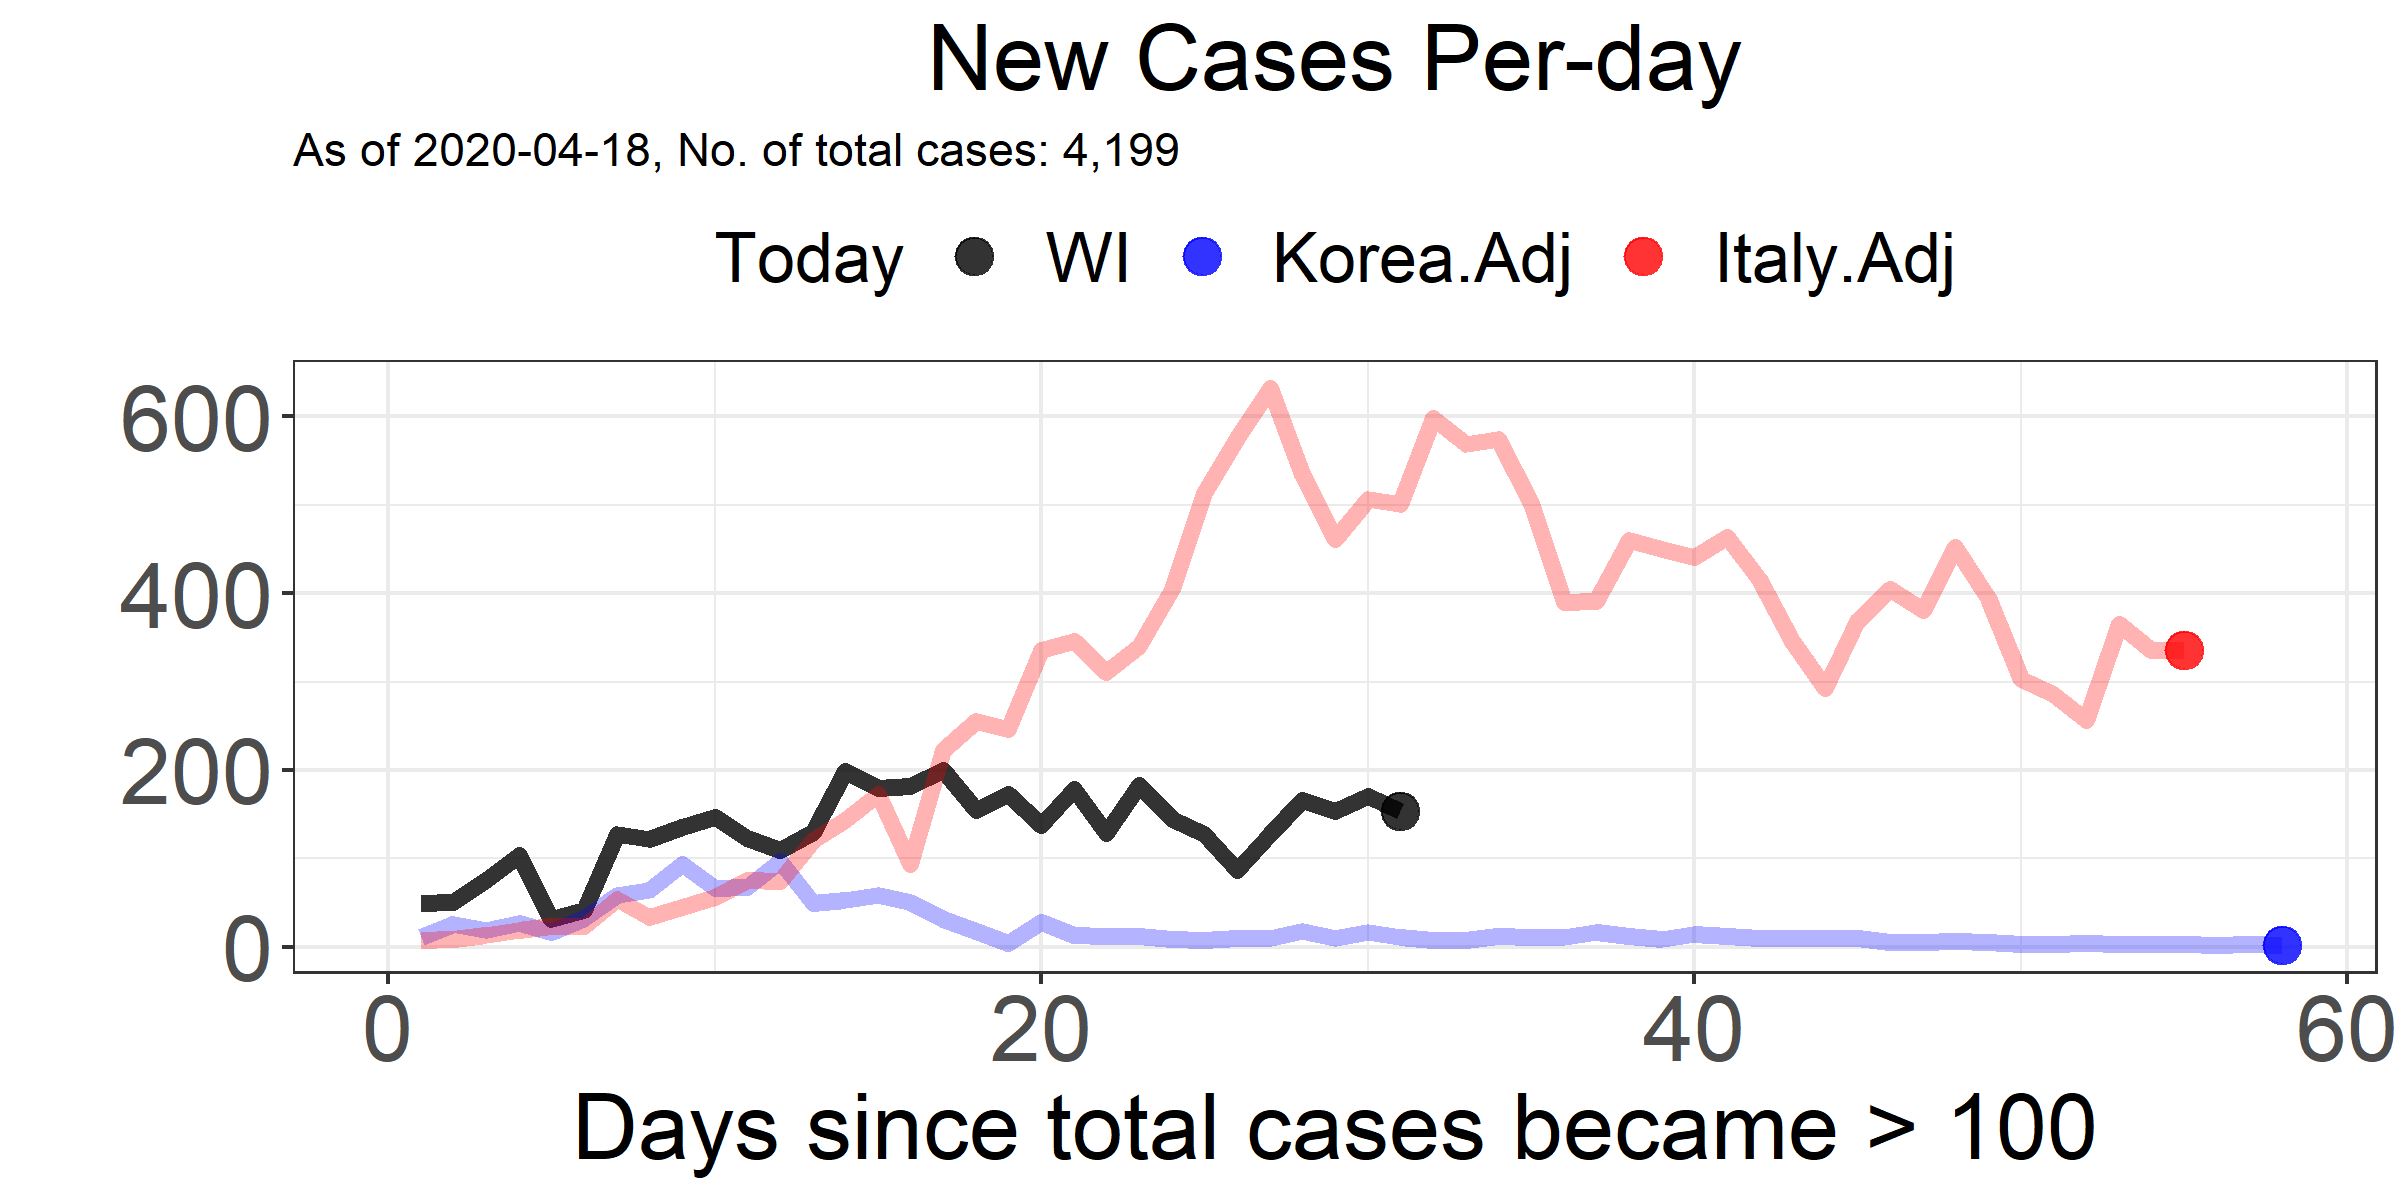 New Cases Per-day
As of 2020-04-18, No. of total cases: 4,199
Today WI Korea.Adj Italy.Adj
600
400
200
0
0 20 40 60
Days since total cases became > 100